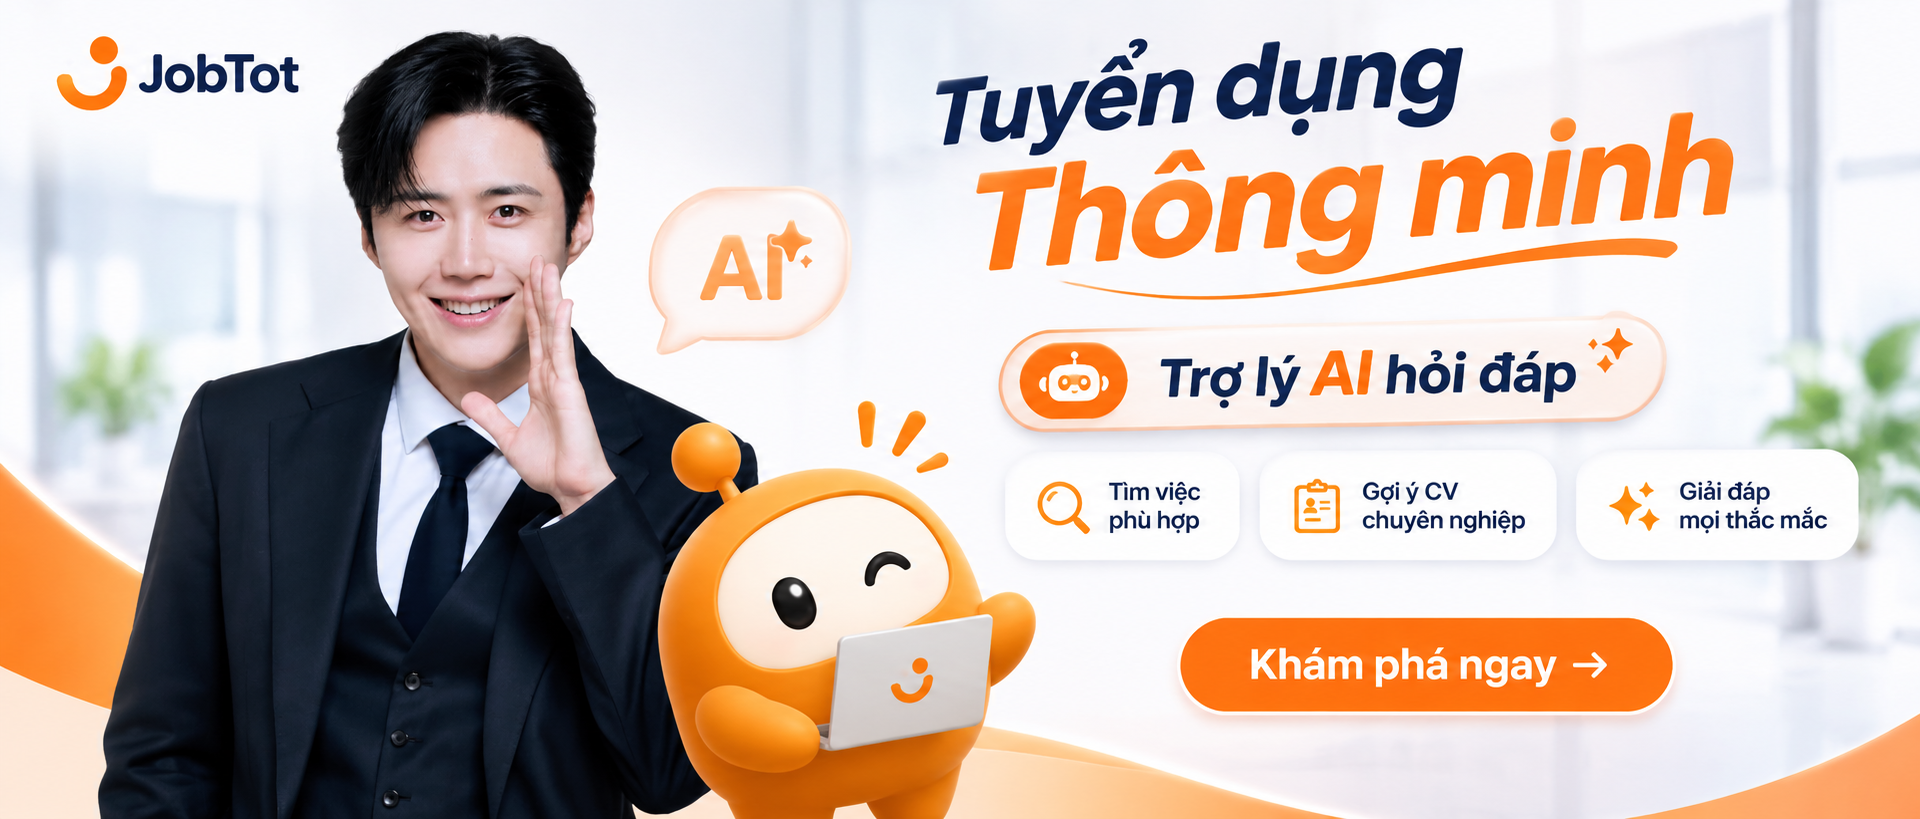 JobTot
Tuyển dụng
Thông minh
AI
Trợ lý AI hỏi đáp
Tìm việc
phù hợp
Gợi ý CV
chuyên nghiệp
Giải đáp
mọi thắc mắc
Khám phá ngay →